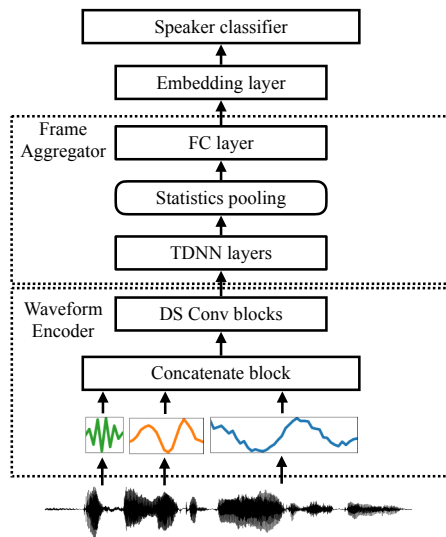 Speaker classifier
Embedding layer
Frame
Aggregator
FC layer
Statistics pooling
TDNN layers
Waveform
Encoder
DS Conv blocks
Concatenate block